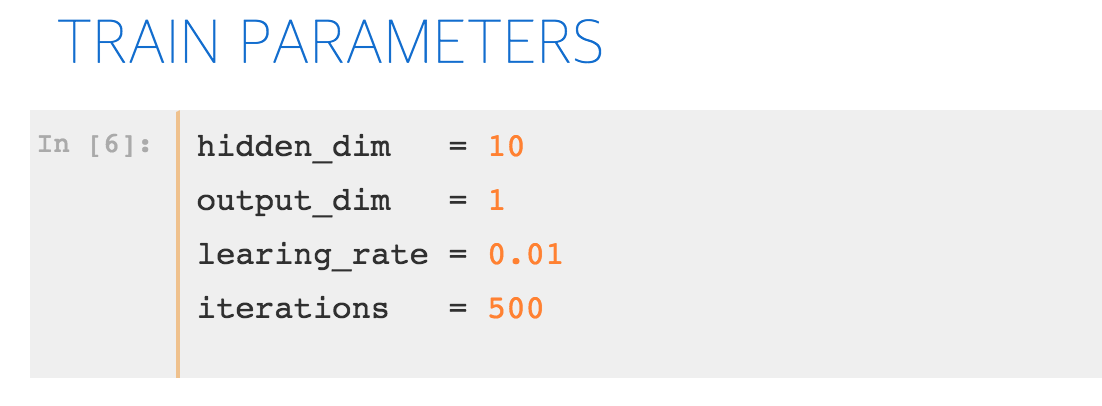 TRAIN PARAMETERS
In [6]:
hidden_dim   = 10
output_dim   = 1
learing_rate = 0.01
iterations   = 500